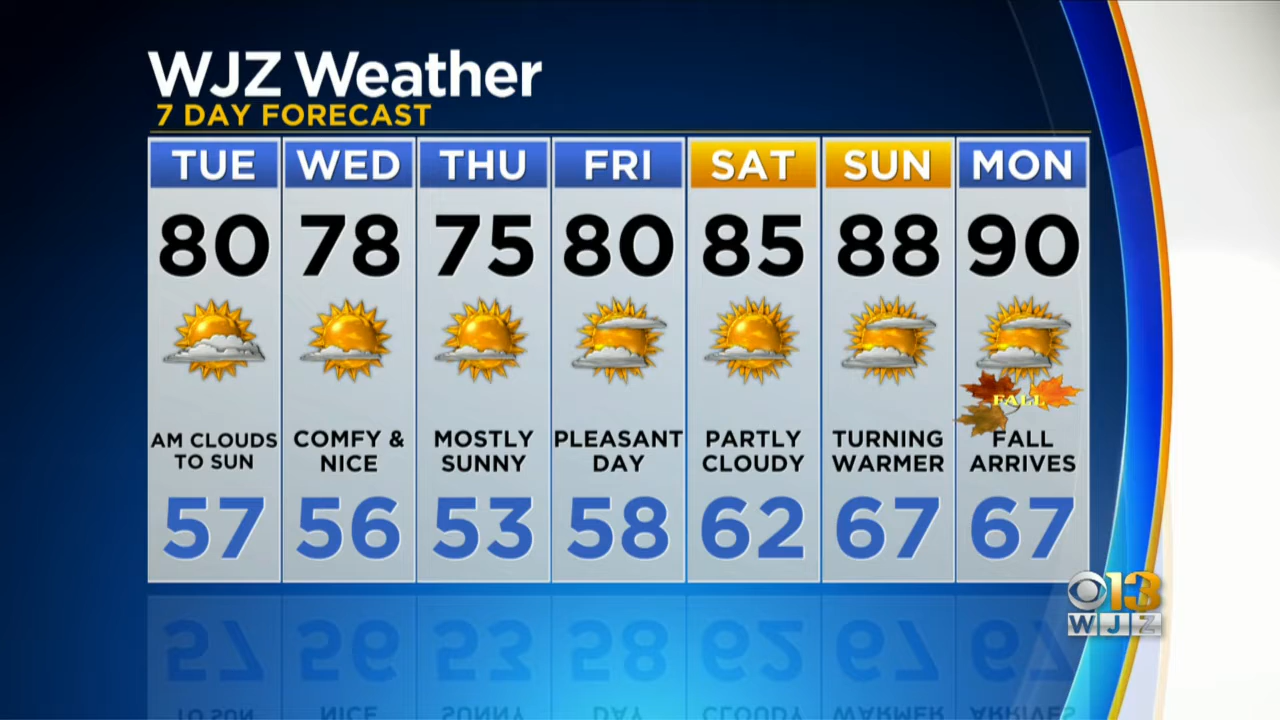 WJZ Weather
7 DAY FORECAST
TUE WED THU FRI SAT SUN MON
80 78 75 80 85 88 90
FALL
AM CLOUDS COMFY & MOSTLY PLEASANT PARTLY TURNING FALL
TO SUN NICE SUNNY DAY CLOUDY WARMER ARRIVES
57 56 53 58 62 67 67
13
WJZ